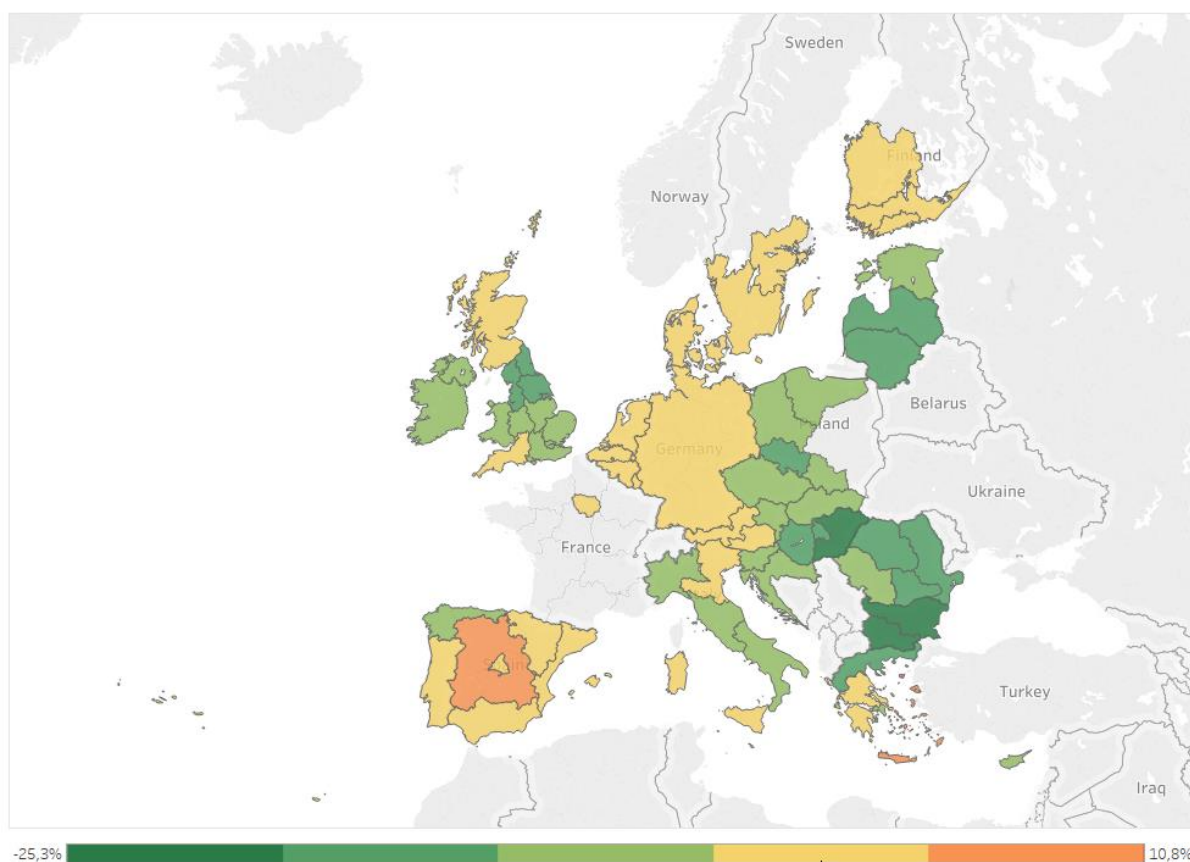 Sweden
Finland
Norway
Belarus
Poland
Germany
Ukraine
France
Spain
Turkey
Iraq
-25,3%
10,8%